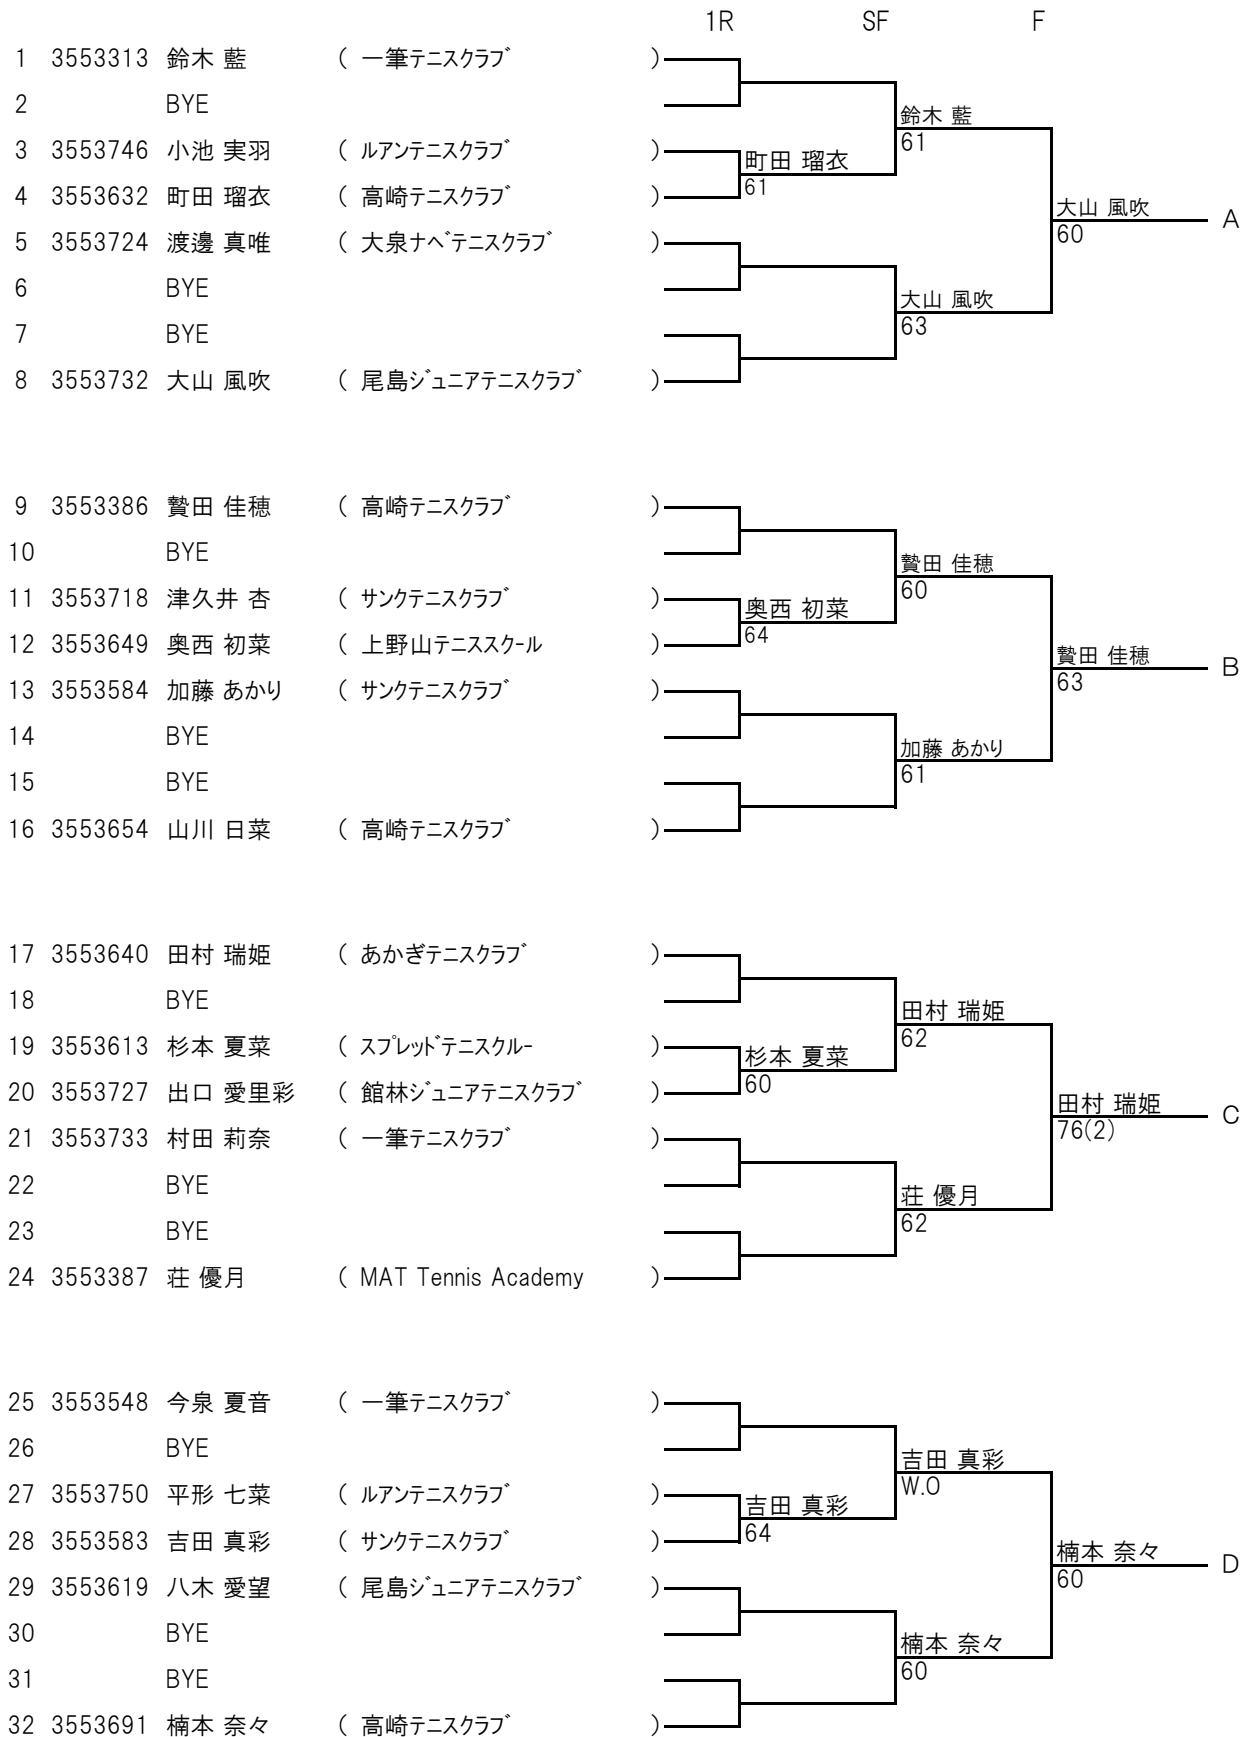 1R SF F
1 3553313 鈴木 藍 ( 一筆テニスクラブ )
2 BYE
鈴木 藍
61
3 3553746 小池 実羽 ( ルアンテニスクラブ )
町田 瑠衣
61
4 3553632 町田 瑠衣 ( 高崎テニスクラブ )
大山 風吹 A
60
5 3553724 渡邊 真唯 ( 大泉ナベテニスクラブ )
6 BYE
大山 風吹
63
7 BYE
8 3553732 大山 風吹 ( 尾島ジュニアテニスクラブ )
9 3553386 鷲田 佳穂 ( 高崎テニスクラブ )
10 BYE
鷲田 佳穂
60
11 3553718 津久井 杏 ( サンクテニスクラブ )
奥西 初菜
64
12 3553649 奥西 初菜 ( 上野山テニススクール )
鷲田 佳穂 B
63
13 3553584 加藤 あかり ( サンクテニスクラブ )
14 BYE
加藤 あかり
61
15 BYE
16 3553654 山川 日菜 ( 高崎テニスクラブ )
17 3553640 田村 瑞姫 ( あかぎテニスクラブ )
18 BYE
田村 瑞姫
62
19 3553613 杉本 夏菜 ( スプレッドテニスクルー )
杉本 夏菜
60
20 3553727 出口 愛里彩 ( 館林ジュニアテニスクラブ )
田村 瑞姫 C
76(2)
21 3553733 村田 莉奈 ( 一筆テニスクラブ )
22 BYE
荘 優月
62
23 BYE
24 3553387 荘 優月 ( MAT Tennis Academy )
25 3553548 今泉 夏音 ( 一筆テニスクラブ )
26 BYE
吉田 真彩
W.O
27 3553750 平形 七菜 ( ルアンテニスクラブ )
吉田 真彩
64
28 3553583 吉田 真彩 ( サンクテニスクラブ )
楠本 奈々 D
60
29 3553619 八木 愛望 ( 尾島ジュニアテニスクラブ )
30 BYE
楠本 奈々
60
31 BYE
32 3553691 楠本 奈々 ( 高崎テニスクラブ )